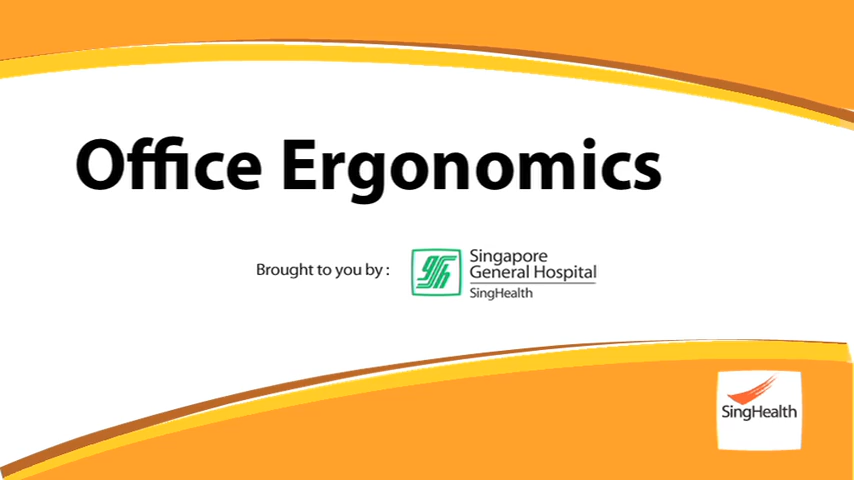 Office Ergonomics
Brought to you by :
Singapore
General Hospital
SingHealth
SingHealth